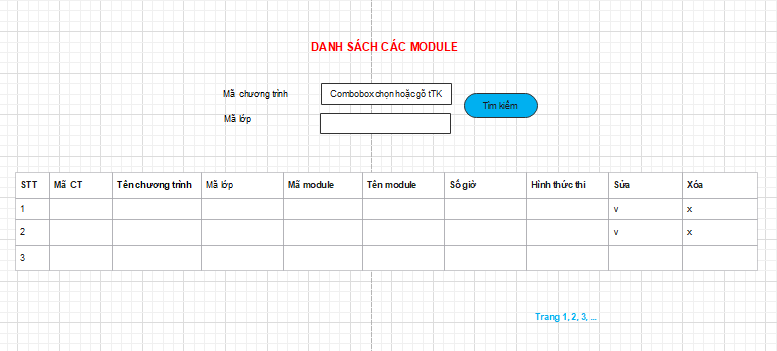 DANH SÁCH CÁC MODULE
Mã chương trình Combobox chọn hoặc gõ tTK Tìm kiếm
Mã lớp
STT Mã CT Tên chương trình Mã lớp Mã module Tên module Số giờ Hình thức thi Sửa Xóa
1 v x
2 v x
3
Trang 1, 2, 3, ...